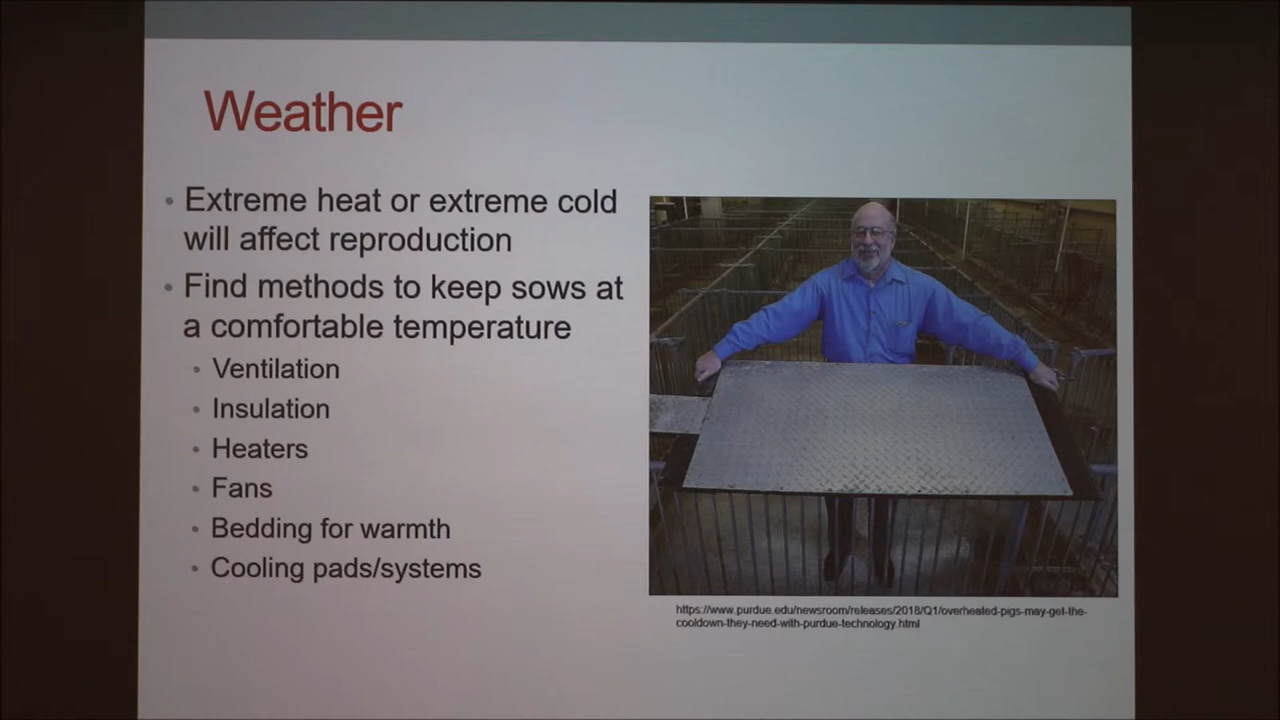 Weather
• Extreme heat or extreme cold
will affect reproduction
• Find methods to keep sows at
a comfortable temperature
• Ventilation
• Insulation
• Heaters
• Fans
• Bedding for warmth
• Cooling pads/systems
https://www.purdue.edu/newsroom/releases/2018/Q1/overheated-pigs-may-get-the-
cooldown-they-need-with-purdue-technology.html